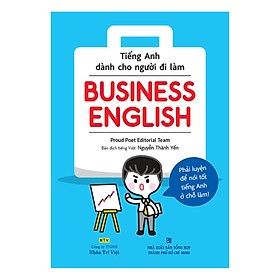 Tiếng Anh
dành cho người đi làm
BUSINESS
ENGLISH
Proud Poet Editorial Team
Bản dịch tiếng Việt: Nguyễn Thành Yến
Phải luyện
để nói tốt
tiếng Anh
ở chỗ làm!
NTV
Công ty TNHH
Nhân Trí Việt
NHÀ XUẤT BẢN TỔNG HỢP
THÀNH PHỐ HỒ CHÍ MINH